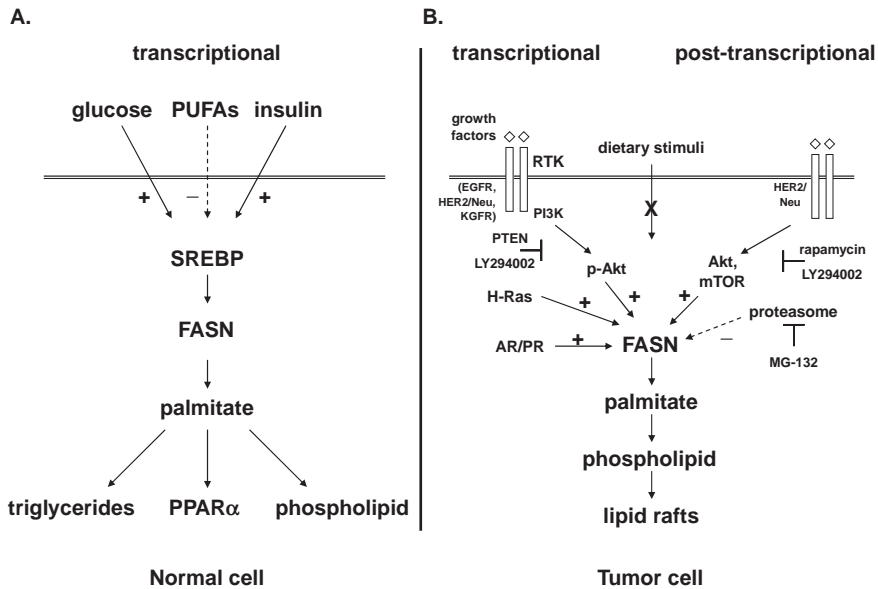 A.
transcriptional
glucose PUFAs insulin
+ – +
SREBP
FASN
palmitate
triglycerides PPARα phospholipid
Normal cell
B.
transcriptional post-transcriptional
growth
factors
RTK
dietary stimuli
(EGFR,
HER2/Neu,
KGFR)
PI3K
X
HER2/
Neu
PTEN
LY294002
p-Akt
Akt,
mTOR
rapamycin
LY294002
H-Ras
+ + +
proteasome
AR/PR
+
FASN
–
MG-132
palmitate
phospholipid
lipid rafts
Tumor cell